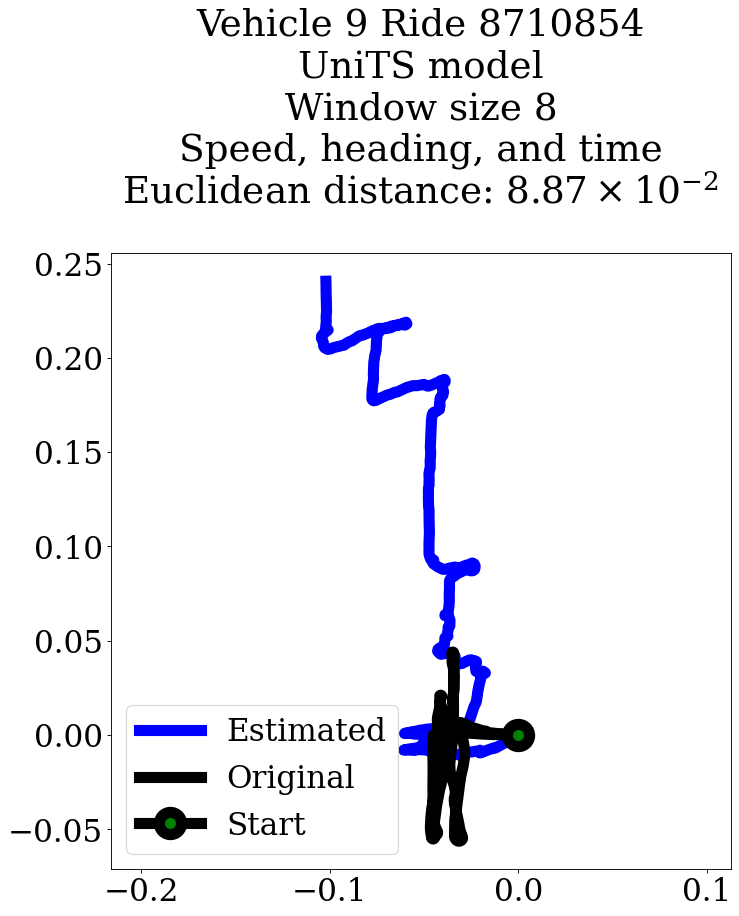 Vehicle 9 Ride 8710854
UniTS model
Window size 8
Speed, heading, and time
Euclidean distance: 8.87 × 10⁻²
0.25
0.20
0.15
0.10
0.05
0.00
−0.05
Estimated
Original
Start
−0.2
−0.1
0.0
0.1